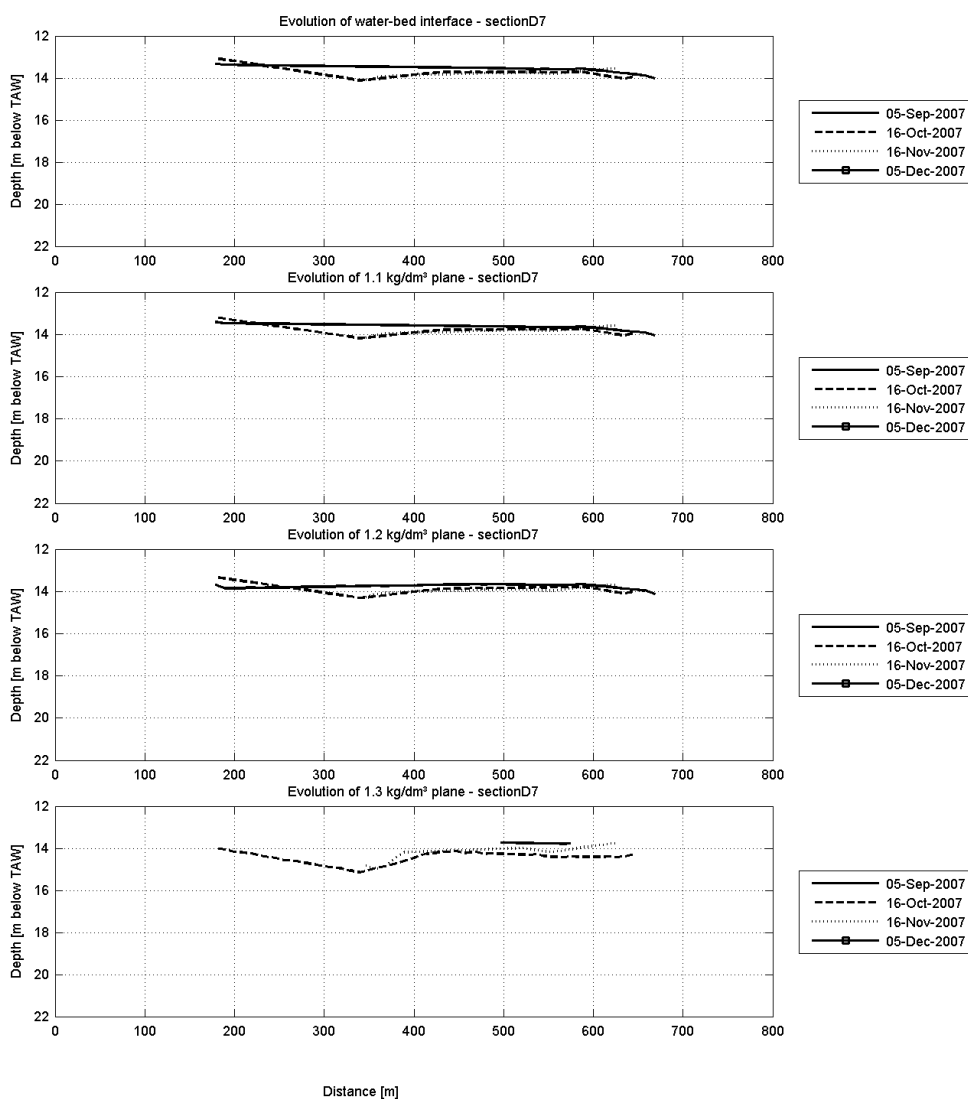 Evolution of water-bed interface - sectionD7
12
14
16
18
20
22
Depth [m below TAW]
0 100 200 300 400 500 600 700 800
05-Sep-2007
16-Oct-2007
16-Nov-2007
05-Dec-2007
Evolution of 1.1 kg/dm³ plane - sectionD7
12
14
16
18
20
22
Depth [m below TAW]
0 100 200 300 400 500 600 700 800
05-Sep-2007
16-Oct-2007
16-Nov-2007
05-Dec-2007
Evolution of 1.2 kg/dm³ plane - sectionD7
12
14
16
18
20
22
Depth [m below TAW]
0 100 200 300 400 500 600 700 800
05-Sep-2007
16-Oct-2007
16-Nov-2007
05-Dec-2007
Evolution of 1.3 kg/dm³ plane - sectionD7
12
14
16
18
20
22
Depth [m below TAW]
0 100 200 300 400 500 600 700 800
05-Sep-2007
16-Oct-2007
16-Nov-2007
05-Dec-2007
Distance [m]